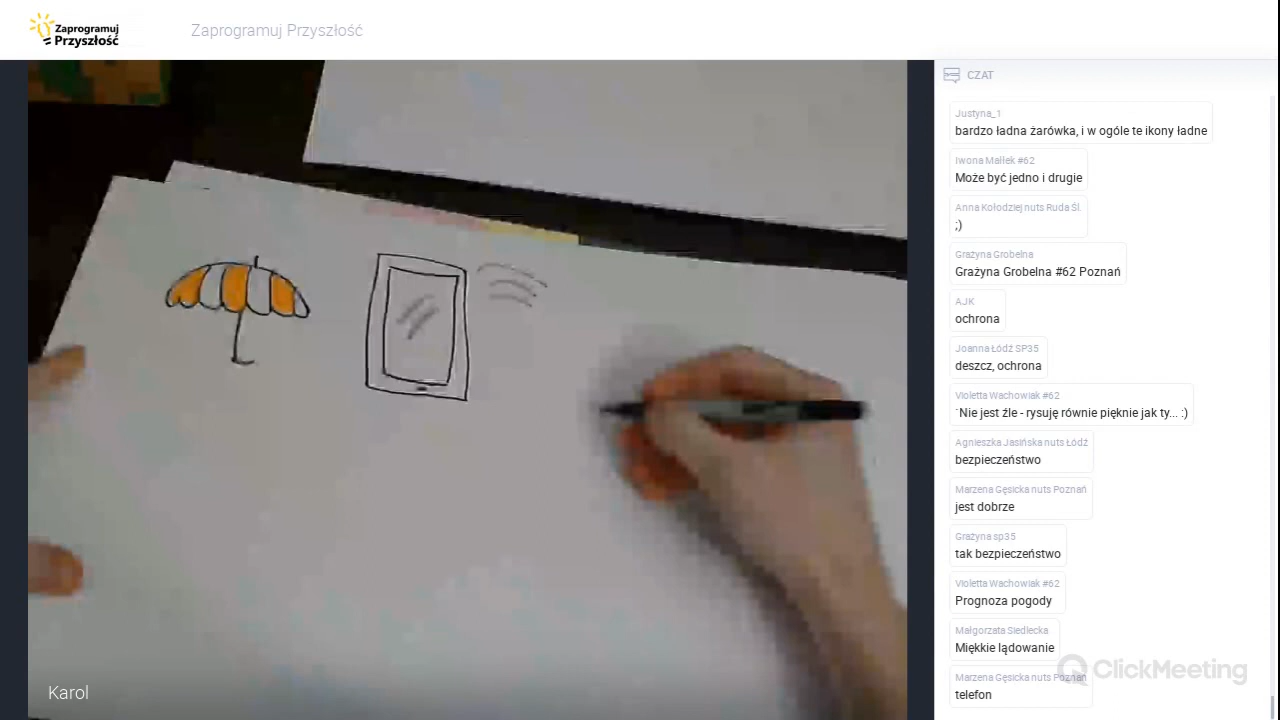 Zaprogramuj
Przyszłość
Zaprogramuj Przyszłość
CZAT
Justyna_1
bardzo ładna żarówka, i w ogóle te ikony ładne
Iwona Małłek #62
Może być jedno i drugie
Anna Kołodziej nuts Ruda Śl.
;)
Grażyna Grobelna
Grażyna Grobelna #62 Poznań
AJK
ochrona
Joanna Łódź SP35
deszcz, ochrona
Violetta Wachowiak #62
`Nie jest źle - rysuję równie pięknie jak ty... :)
Agnieszka Jasińska nuts Łódź
bezpieczeństwo
Marzena Gęsicka nuts Poznań
jest dobrze
Grażyna sp35
tak bezpieczeństwo
Violetta Wachowiak #62
Prognoza pogody
Małgorzata Siedlecka
Miękkie lądowanie
Marzena Gęsicka nuts Poznań
telefon
ClickMeeting
Karol